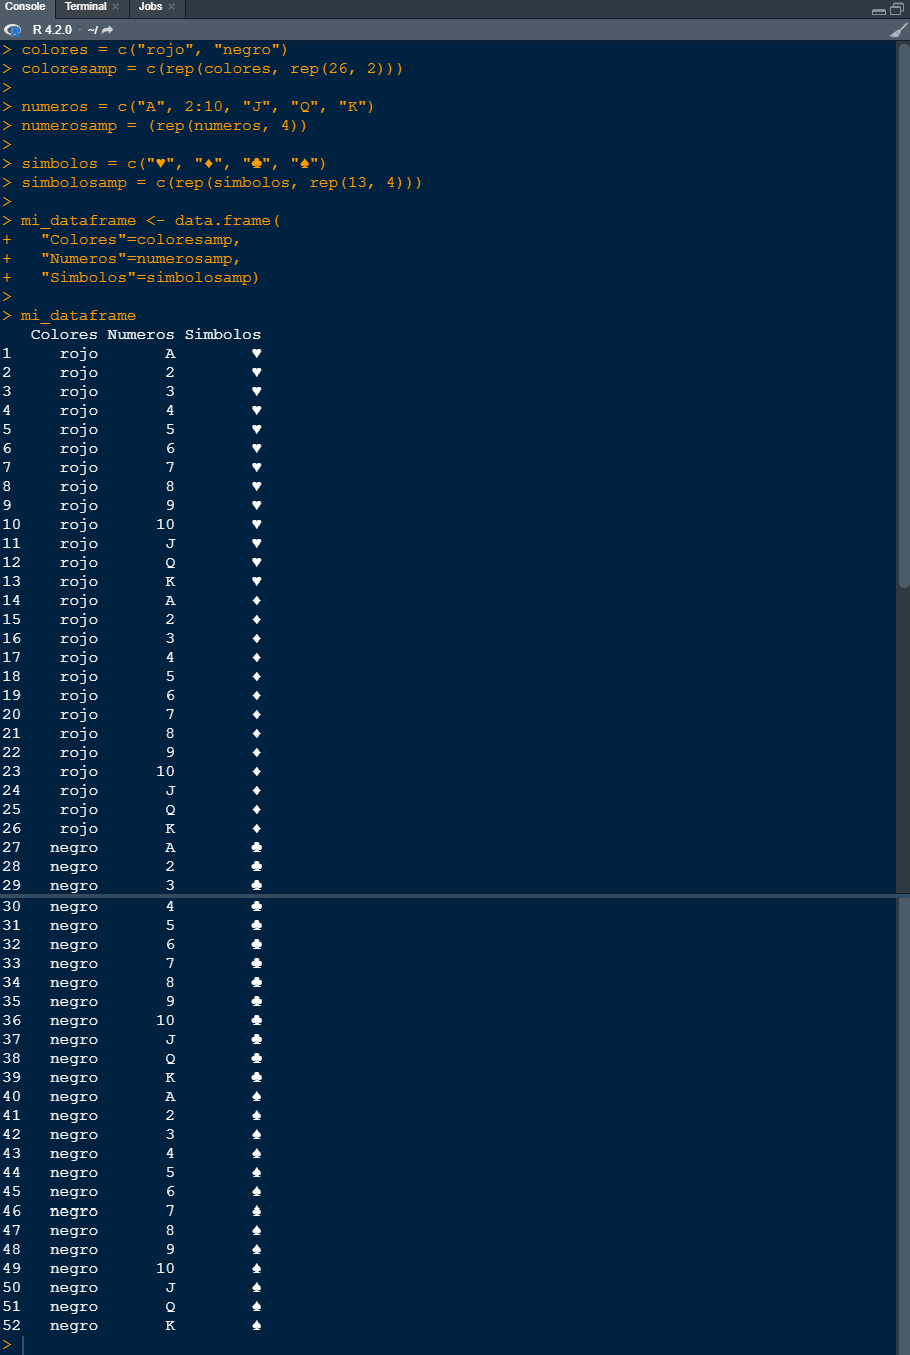 Console Terminal × Jobs ×
R 4.2.0 · ~/
> colores = c("rojo", "negro")
> coloresamp = c(rep(colores, rep(26, 2)))
>
> numeros = c("A", 2:10, "J", "Q", "K")
> numerosamp = (rep(numeros, 4))
>
> simbolos = c("♥", "♦", "♣", "♠")
> simbolosamp = c(rep(simbolos, rep(13, 4)))
>
> mi_dataframe <- data.frame(
+   "Colores"=coloresamp,
+   "Numeros"=numerosamp,
+   "Simbolos"=simbolosamp)
>
> mi_dataframe
   Colores Numeros Simbolos
1     rojo       A        ♥
2     rojo       2        ♥
3     rojo       3        ♥
4     rojo       4        ♥
5     rojo       5        ♥
6     rojo       6        ♥
7     rojo       7        ♥
8     rojo       8        ♥
9     rojo       9        ♥
10    rojo      10        ♥
11    rojo       J        ♥
12    rojo       Q        ♥
13    rojo       K        ♥
14    rojo       A        ♦
15    rojo       2        ♦
16    rojo       3        ♦
17    rojo       4        ♦
18    rojo       5        ♦
19    rojo       6        ♦
20    rojo       7        ♦
21    rojo       8        ♦
22    rojo       9        ♦
23    rojo      10        ♦
24    rojo       J        ♦
25    rojo       Q        ♦
26    rojo       K        ♦
27   negro       A        ♣
28   negro       2        ♣
29   negro       3        ♣
30   negro       4        ♣
31   negro       5        ♣
32   negro       6        ♣
33   negro       7        ♣
34   negro       8        ♣
35   negro       9        ♣
36   negro      10        ♣
37   negro       J        ♣
38   negro       Q        ♣
39   negro       K        ♣
40   negro       A        ♠
41   negro       2        ♠
42   negro       3        ♠
43   negro       4        ♠
44   negro       5        ♠
45   negro       6        ♠
46   negro       7        ♠
47   negro       8        ♠
48   negro       9        ♠
49   negro      10        ♠
50   negro       J        ♠
51   negro       Q        ♠
52   negro       K        ♠
>